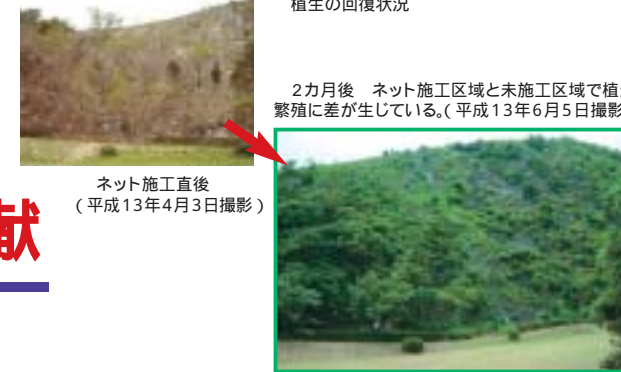 植生の回復状況
2カ月後 ネット施工区域と未施工区域で植
繁殖に差が生じている。(平成13年6月5日撮影
ネット施工直後
(平成13年4月3日撮影)
献